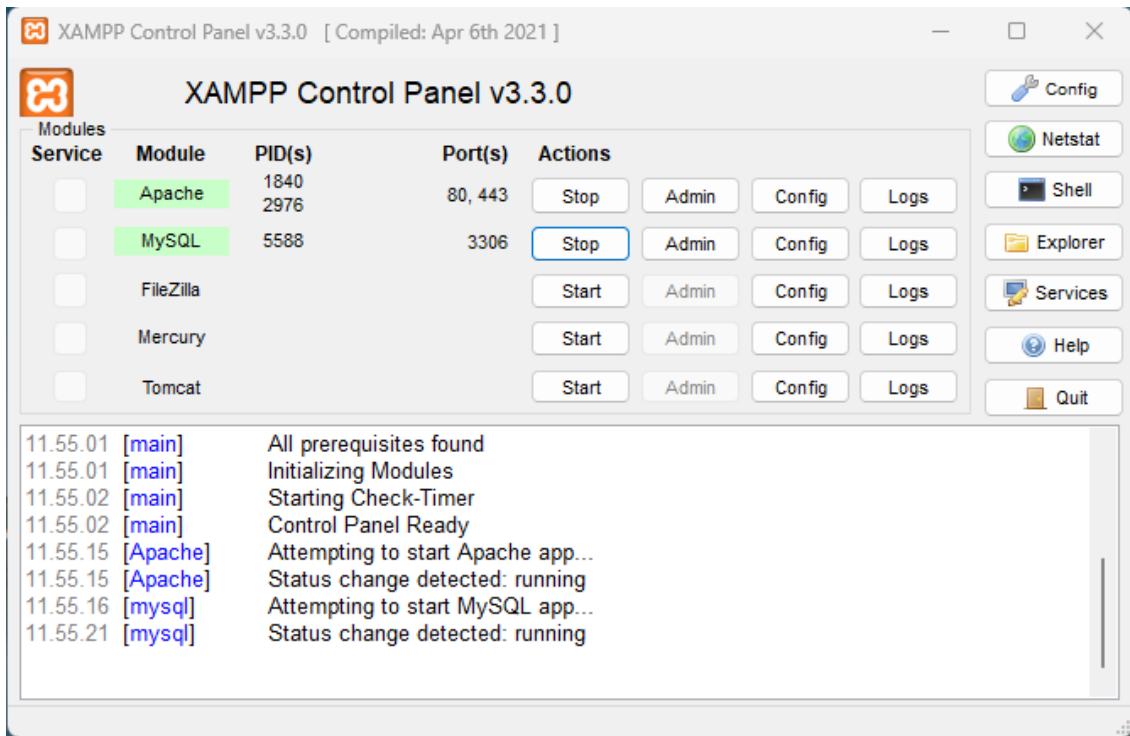 XAMPP Control Panel v3.3.0 [ Compiled: Apr 6th 2021 ]
XAMPP Control Panel v3.3.0
Config
Modules
Netstat
Service Module PID(s) Port(s) Actions
Apache 1840 2976 80, 443 Stop Admin Config Logs
Shell
MySQL 5588 3306 Stop Admin Config Logs
Explorer
FileZilla Start Admin Config Logs
Services
Mercury Start Admin Config Logs
Help
Tomcat Start Admin Config Logs
Quit
11.55.01 [main] All prerequisites found
11.55.01 [main] Initializing Modules
11.55.02 [main] Starting Check-Timer
11.55.02 [main] Control Panel Ready
11.55.15 [Apache] Attempting to start Apache app...
11.55.15 [Apache] Status change detected: running
11.55.16 [mysql] Attempting to start MySQL app...
11.55.21 [mysql] Status change detected: running